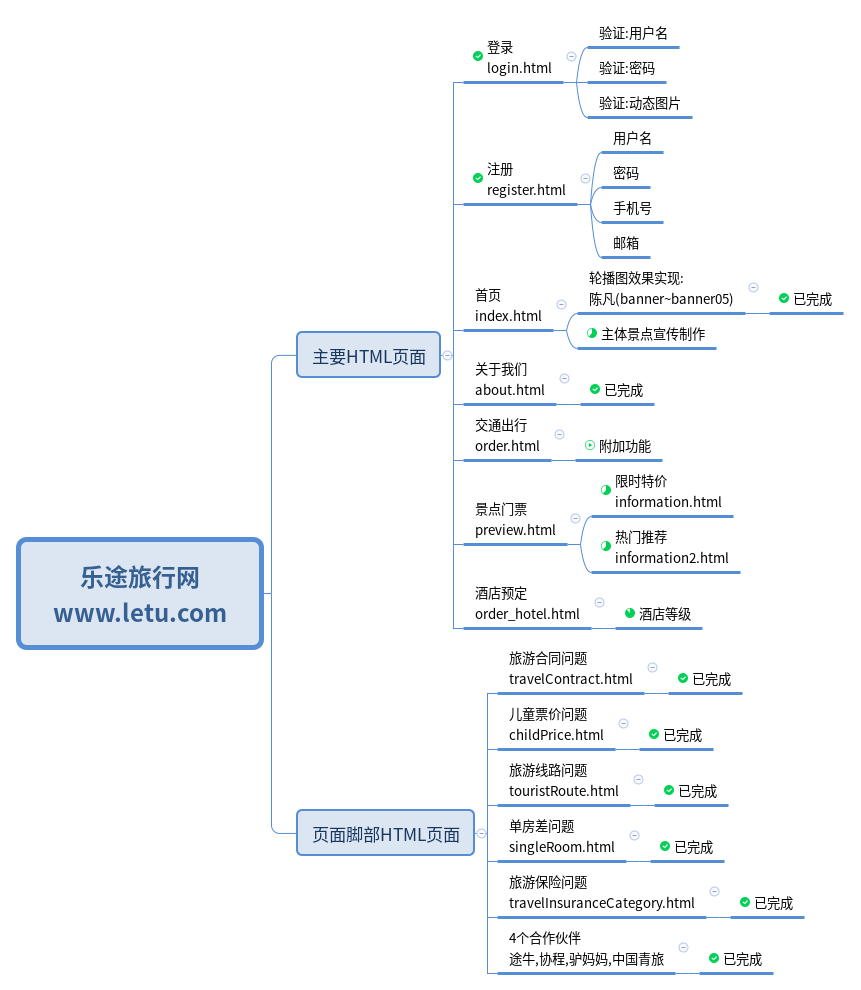 乐途旅行网
www.letu.com
主要HTML页面
登录
login.html
验证:用户名
验证:密码
验证:动态图片
注册
register.html
用户名
密码
手机号
邮箱
首页
index.html
轮播图效果实现:
陈凡(banner~banner05)
已完成
主体景点宣传制作
关于我们
about.html
已完成
交通出行
order.html
附加功能
景点门票
preview.html
限时特价
information.html
热门推荐
information2.html
酒店预定
order_hotel.html
酒店等级
页面脚部HTML页面
旅游合同问题
travelContract.html
已完成
儿童票价问题
childPrice.html
已完成
旅游线路问题
touristRoute.html
已完成
单房差问题
singleRoom.html
已完成
旅游保险问题
travelInsuranceCategory.html
已完成
4个合作伙伴
途牛,协程,驴妈妈,中国青旅
已完成